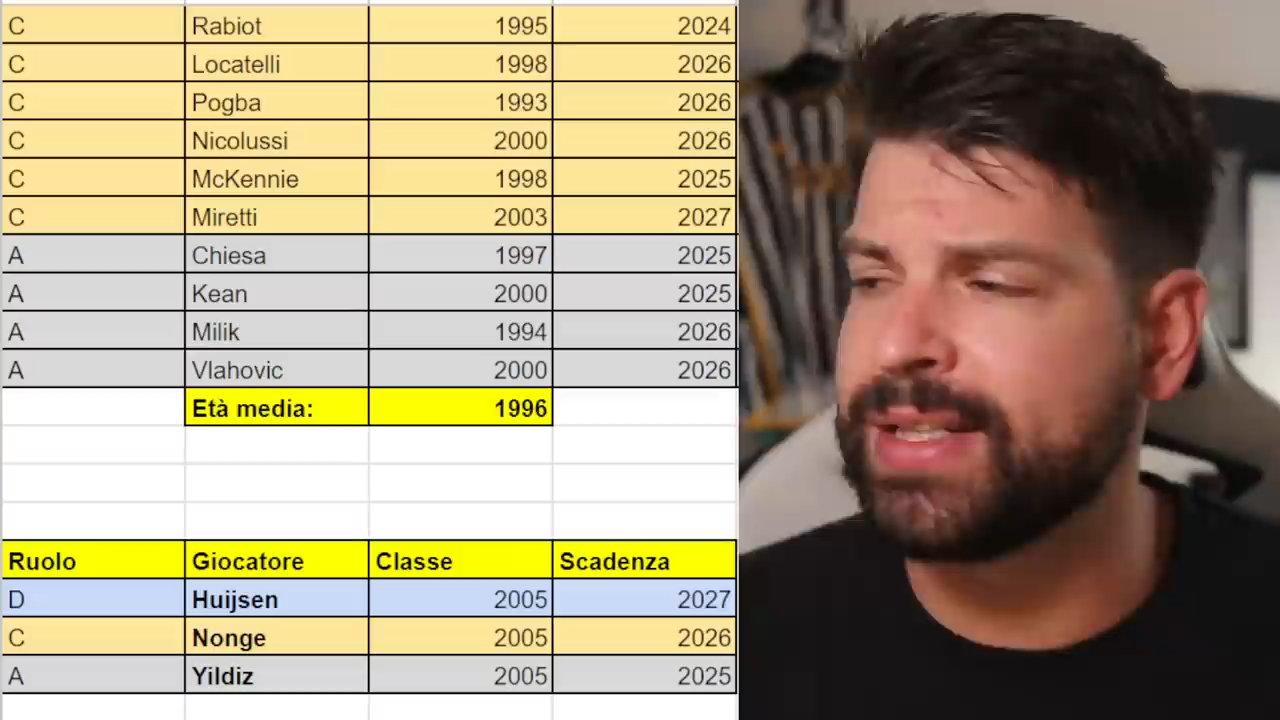 C Rabiot 1995 2024
C Locatelli 1998 2026
C Pogba 1993 2026
C Nicolussi 2000 2026
C McKennie 1998 2025
C Miretti 2003 2027
A Chiesa 1997 2025
A Kean 2000 2025
A Milik 1994 2026
A Vlahovic 2000 2026
Età media: 1996
Ruolo Giocatore Classe Scadenza
D Huijsen 2005 2027
C Nonge 2005 2026
A Yildiz 2005 2025